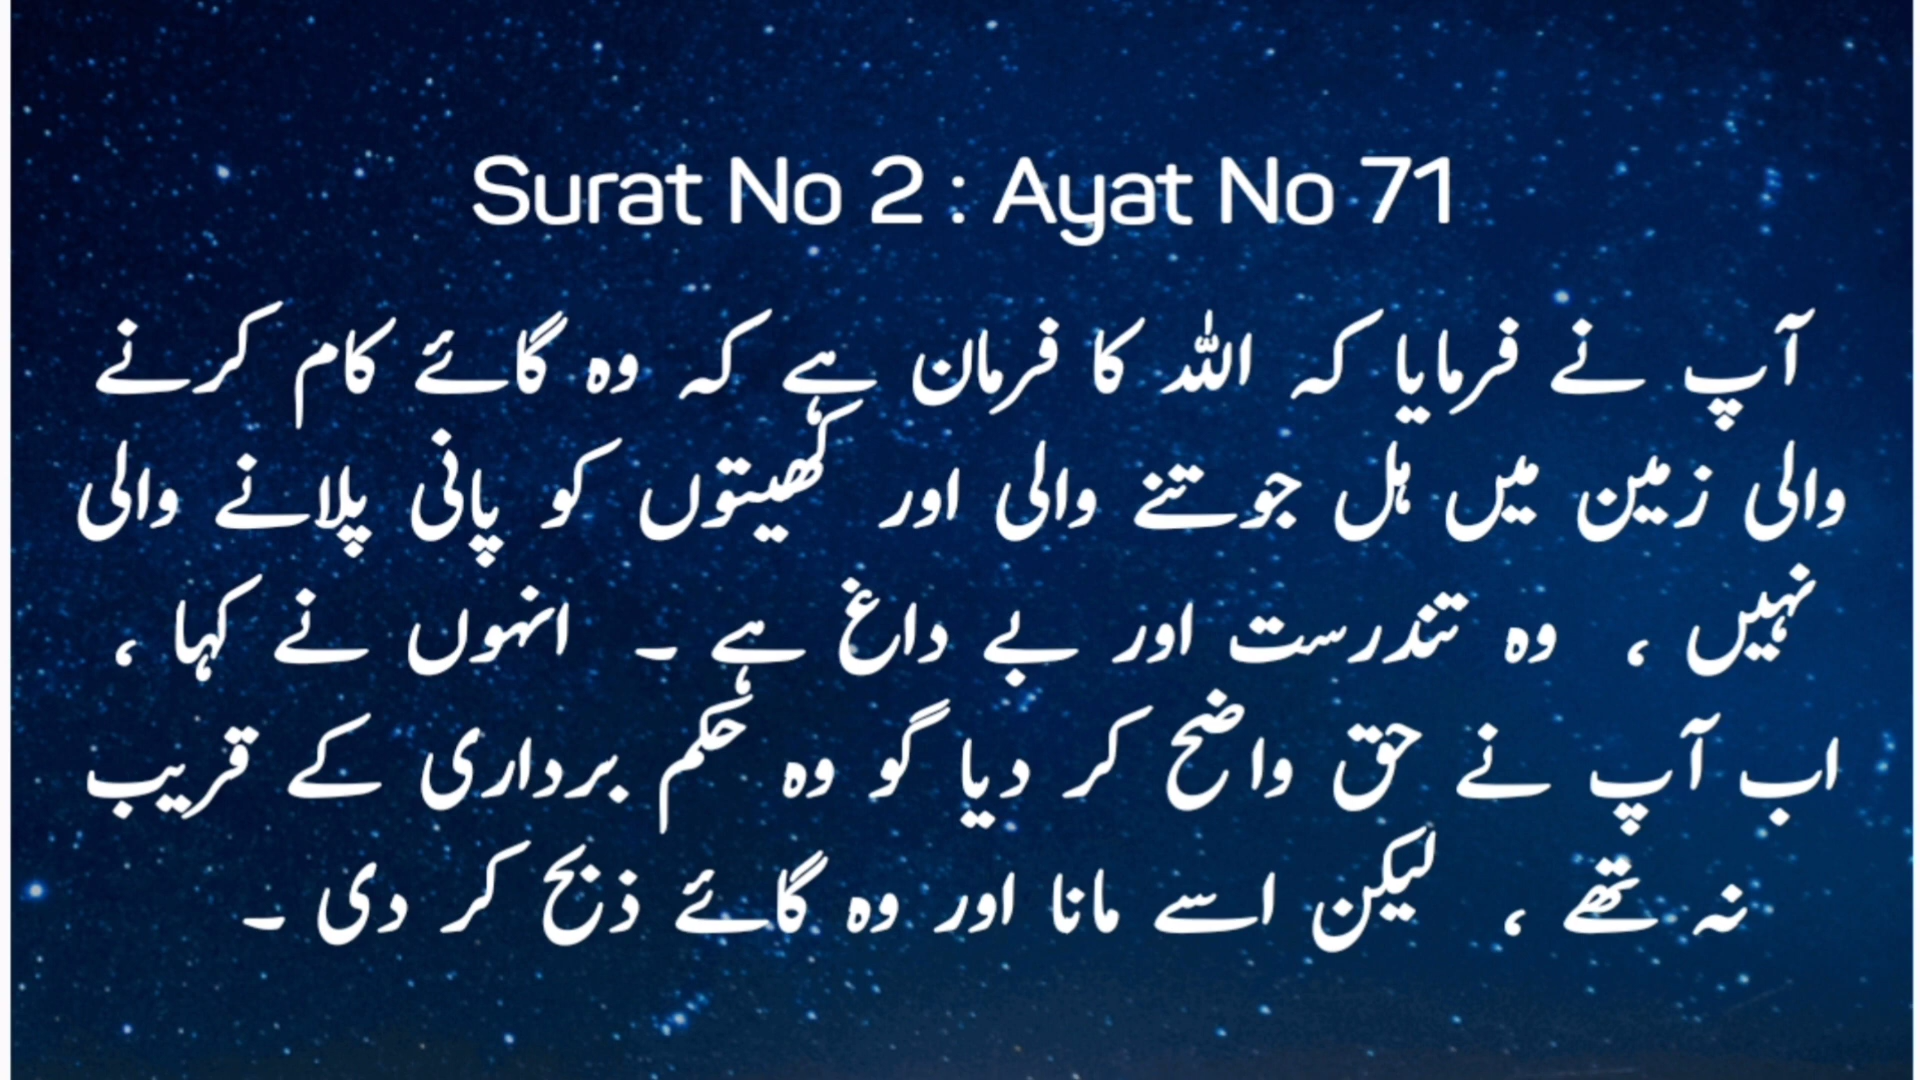 Surat No 2 : Ayat No 71
آپ نے فرمایا کہ اللہ کا فرمان ہے کہ وہ گائے کام کرنے
والی زمین میں ہل جوتنے والی اور کھیتوں کو پانی پلانے والی
نہیں ، وہ تندرست اور بے داغ ہے ۔ انہوں نے کہا ،
اب آپ نے حق واضح کر دیا گو وہ حکم برداری کے قریب
نہ تھے ، لیکن اسے مانا اور وہ گائے ذبح کر دی ۔